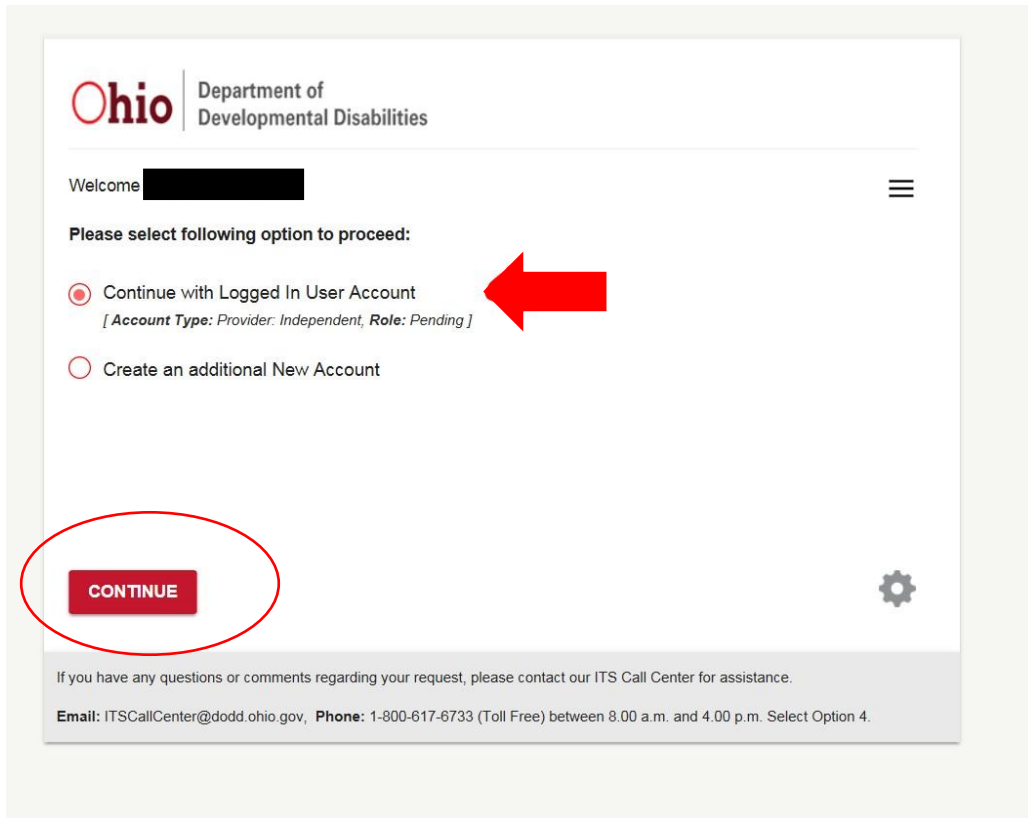 Ohio
Department of
Developmental Disabilities
Welcome
Please select following option to proceed:
Continue with Logged In User Account
[ Account Type: Provider: Independent, Role: Pending ]
Create an additional New Account
CONTINUE
If you have any questions or comments regarding your request, please contact our ITS Call Center for assistance.
Email: ITSCallCenter@dodd.ohio.gov, Phone: 1-800-617-6733 (Toll Free) between 8.00 a.m. and 4.00 p.m. Select Option 4.